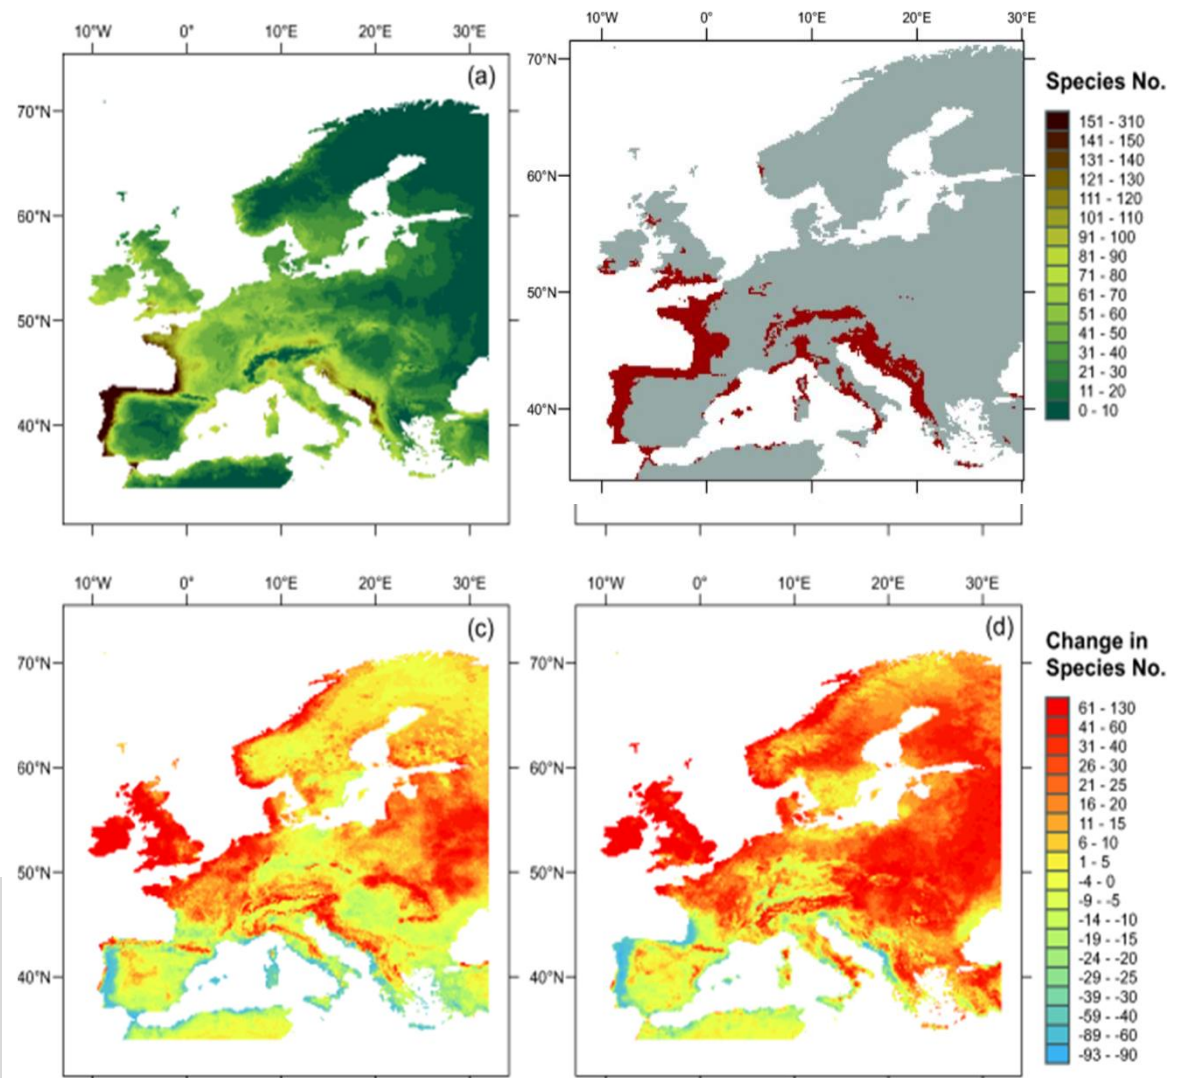 10°W 0° 10°E 20°E 30°E
10°W 0° 10°E 20°E 30°E
(a)
70°N
60°N
50°N
40°N
70°N
60°N
50°N
40°N
Species No.
151 - 310
141 - 150
131 - 140
121 - 130
111 - 120
101 - 110
91 - 100
81 - 90
71 - 80
61 - 70
51 - 60
41 - 50
31 - 40
21 - 30
11 - 20
0 - 10
10°W 0° 10°E 20°E 30°E
10°W 0° 10°E 20°E 30°E
(c)
70°N
60°N
50°N
40°N
(d)
70°N
60°N
50°N
40°N
Change in
Species No.
61 - 130
41 - 60
31 - 40
26 - 30
21 - 25
16 - 20
11 - 15
6 - 10
1 - 5
-4 - 0
-9 - -5
-14 - -10
-19 - -15
-24 - -20
-29 - -25
-39 - -30
-59 - -40
-89 - -60
-93 - -90